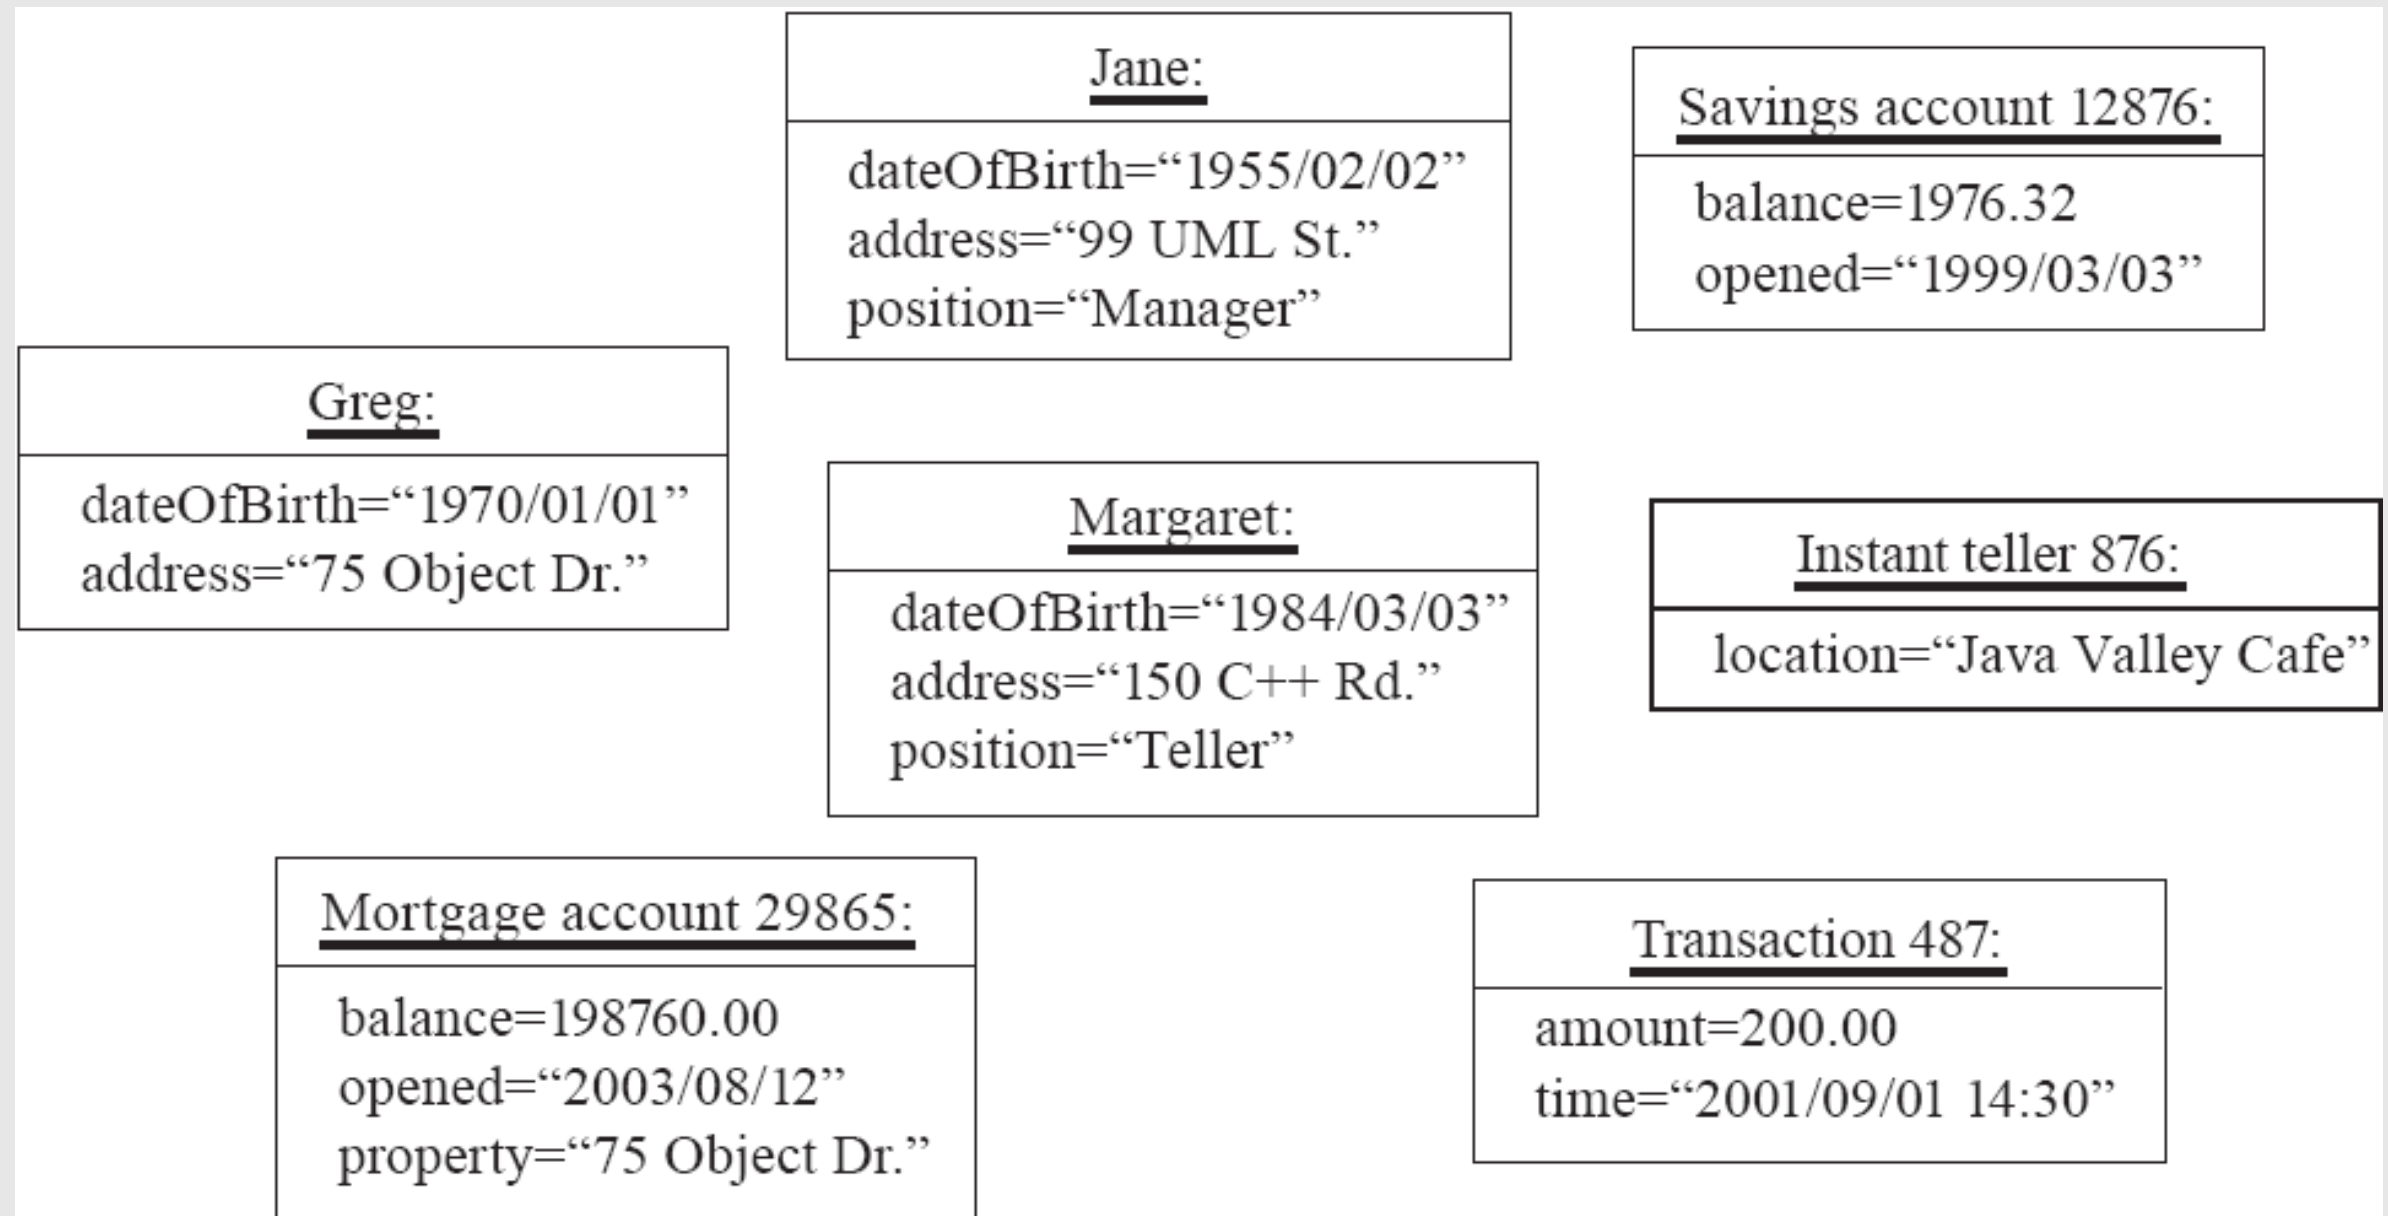 Jane:
dateOfBirth=“1955/02/02”
address=“99 UML St.”
position=“Manager”
Savings account 12876:
balance=1976.32
opened=“1999/03/03”
Greg:
dateOfBirth=“1970/01/01”
address=“75 Object Dr.”
Margaret:
dateOfBirth=“1984/03/03”
address=“150 C++ Rd.”
position=“Teller”
Instant teller 876:
location=“Java Valley Cafe”
Mortgage account 29865:
balance=198760.00
opened=“2003/08/12”
property=“75 Object Dr.”
Transaction 487:
amount=200.00
time=“2001/09/01 14:30”